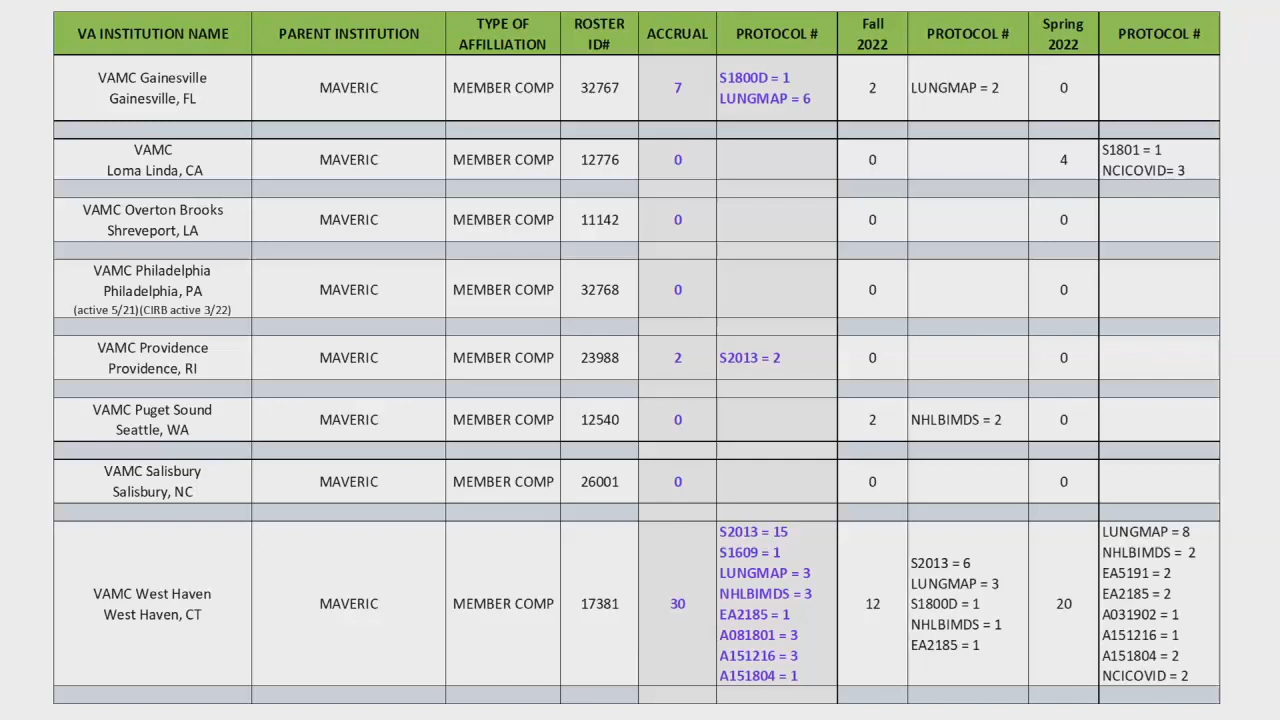 VA INSTITUTION NAME
PARENT INSTITUTION
TYPE OF
AFFILLIATION
ROSTER
ID#
ACCRUAL
PROTOCOL #
Fall
2022
PROTOCOL #
Spring
2022
PROTOCOL #
VAMC Gainesville
Gainesville, FL
MAVERIC
MEMBER COMP
32767
7
S1800D = 1
LUNGMAP = 6
2
LUNGMAP = 2
0
VAMC
Loma Linda, CA
MAVERIC
MEMBER COMP
12776
0
0
4
S1801 = 1
NCICOVID= 3
VAMC Overton Brooks
Shreveport, LA
MAVERIC
MEMBER COMP
11142
0
0
0
VAMC Philadelphia
Philadelphia, PA
(active 5/21)(CIRB active 3/22)
MAVERIC
MEMBER COMP
32768
0
0
0
VAMC Providence
Providence, RI
MAVERIC
MEMBER COMP
23988
2
S2013 = 2
0
0
VAMC Puget Sound
Seattle, WA
MAVERIC
MEMBER COMP
12540
0
2
NHLBIMDS = 2
0
VAMC Salisbury
Salisbury, NC
MAVERIC
MEMBER COMP
26001
0
0
0
VAMC West Haven
West Haven, CT
MAVERIC
MEMBER COMP
17381
30
S2013 = 15
S1609 = 1
LUNGMAP = 3
NHLBIMDS = 3
EA2185 = 1
A081801 = 3
A151216 = 3
A151804 = 1
12
S2013 = 6
LUNGMAP = 3
S1800D = 1
NHLBIMDS = 1
EA2185 = 1
20
LUNGMAP = 8
NHLBIMDS = 2
EA5191 = 2
EA2185 = 2
A031902 = 1
A151216 = 1
A151804 = 2
NCICOVID = 2